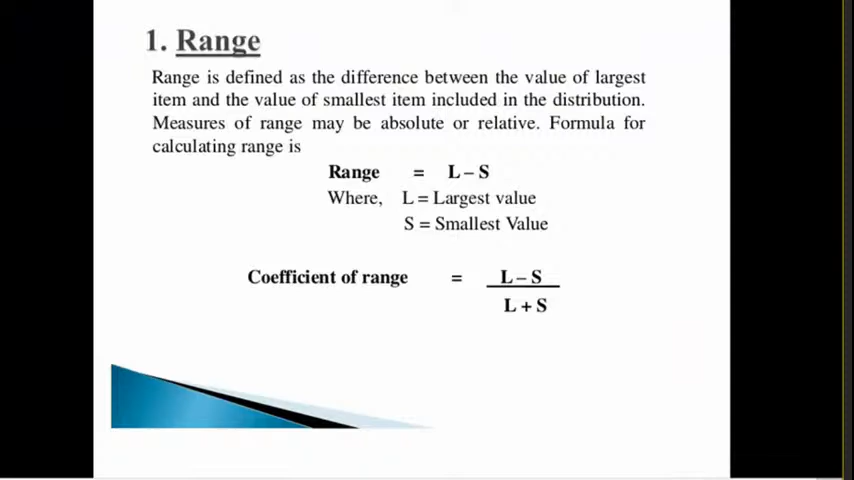 1. Range
Range is defined as the difference between the value of largest
item and the value of smallest item included in the distribution.
Measures of range may be absolute or relative. Formula for
calculating range is
Range = L – S
Where, L = Largest value
S = Smallest Value
Coefficient of range = L – S
L + S